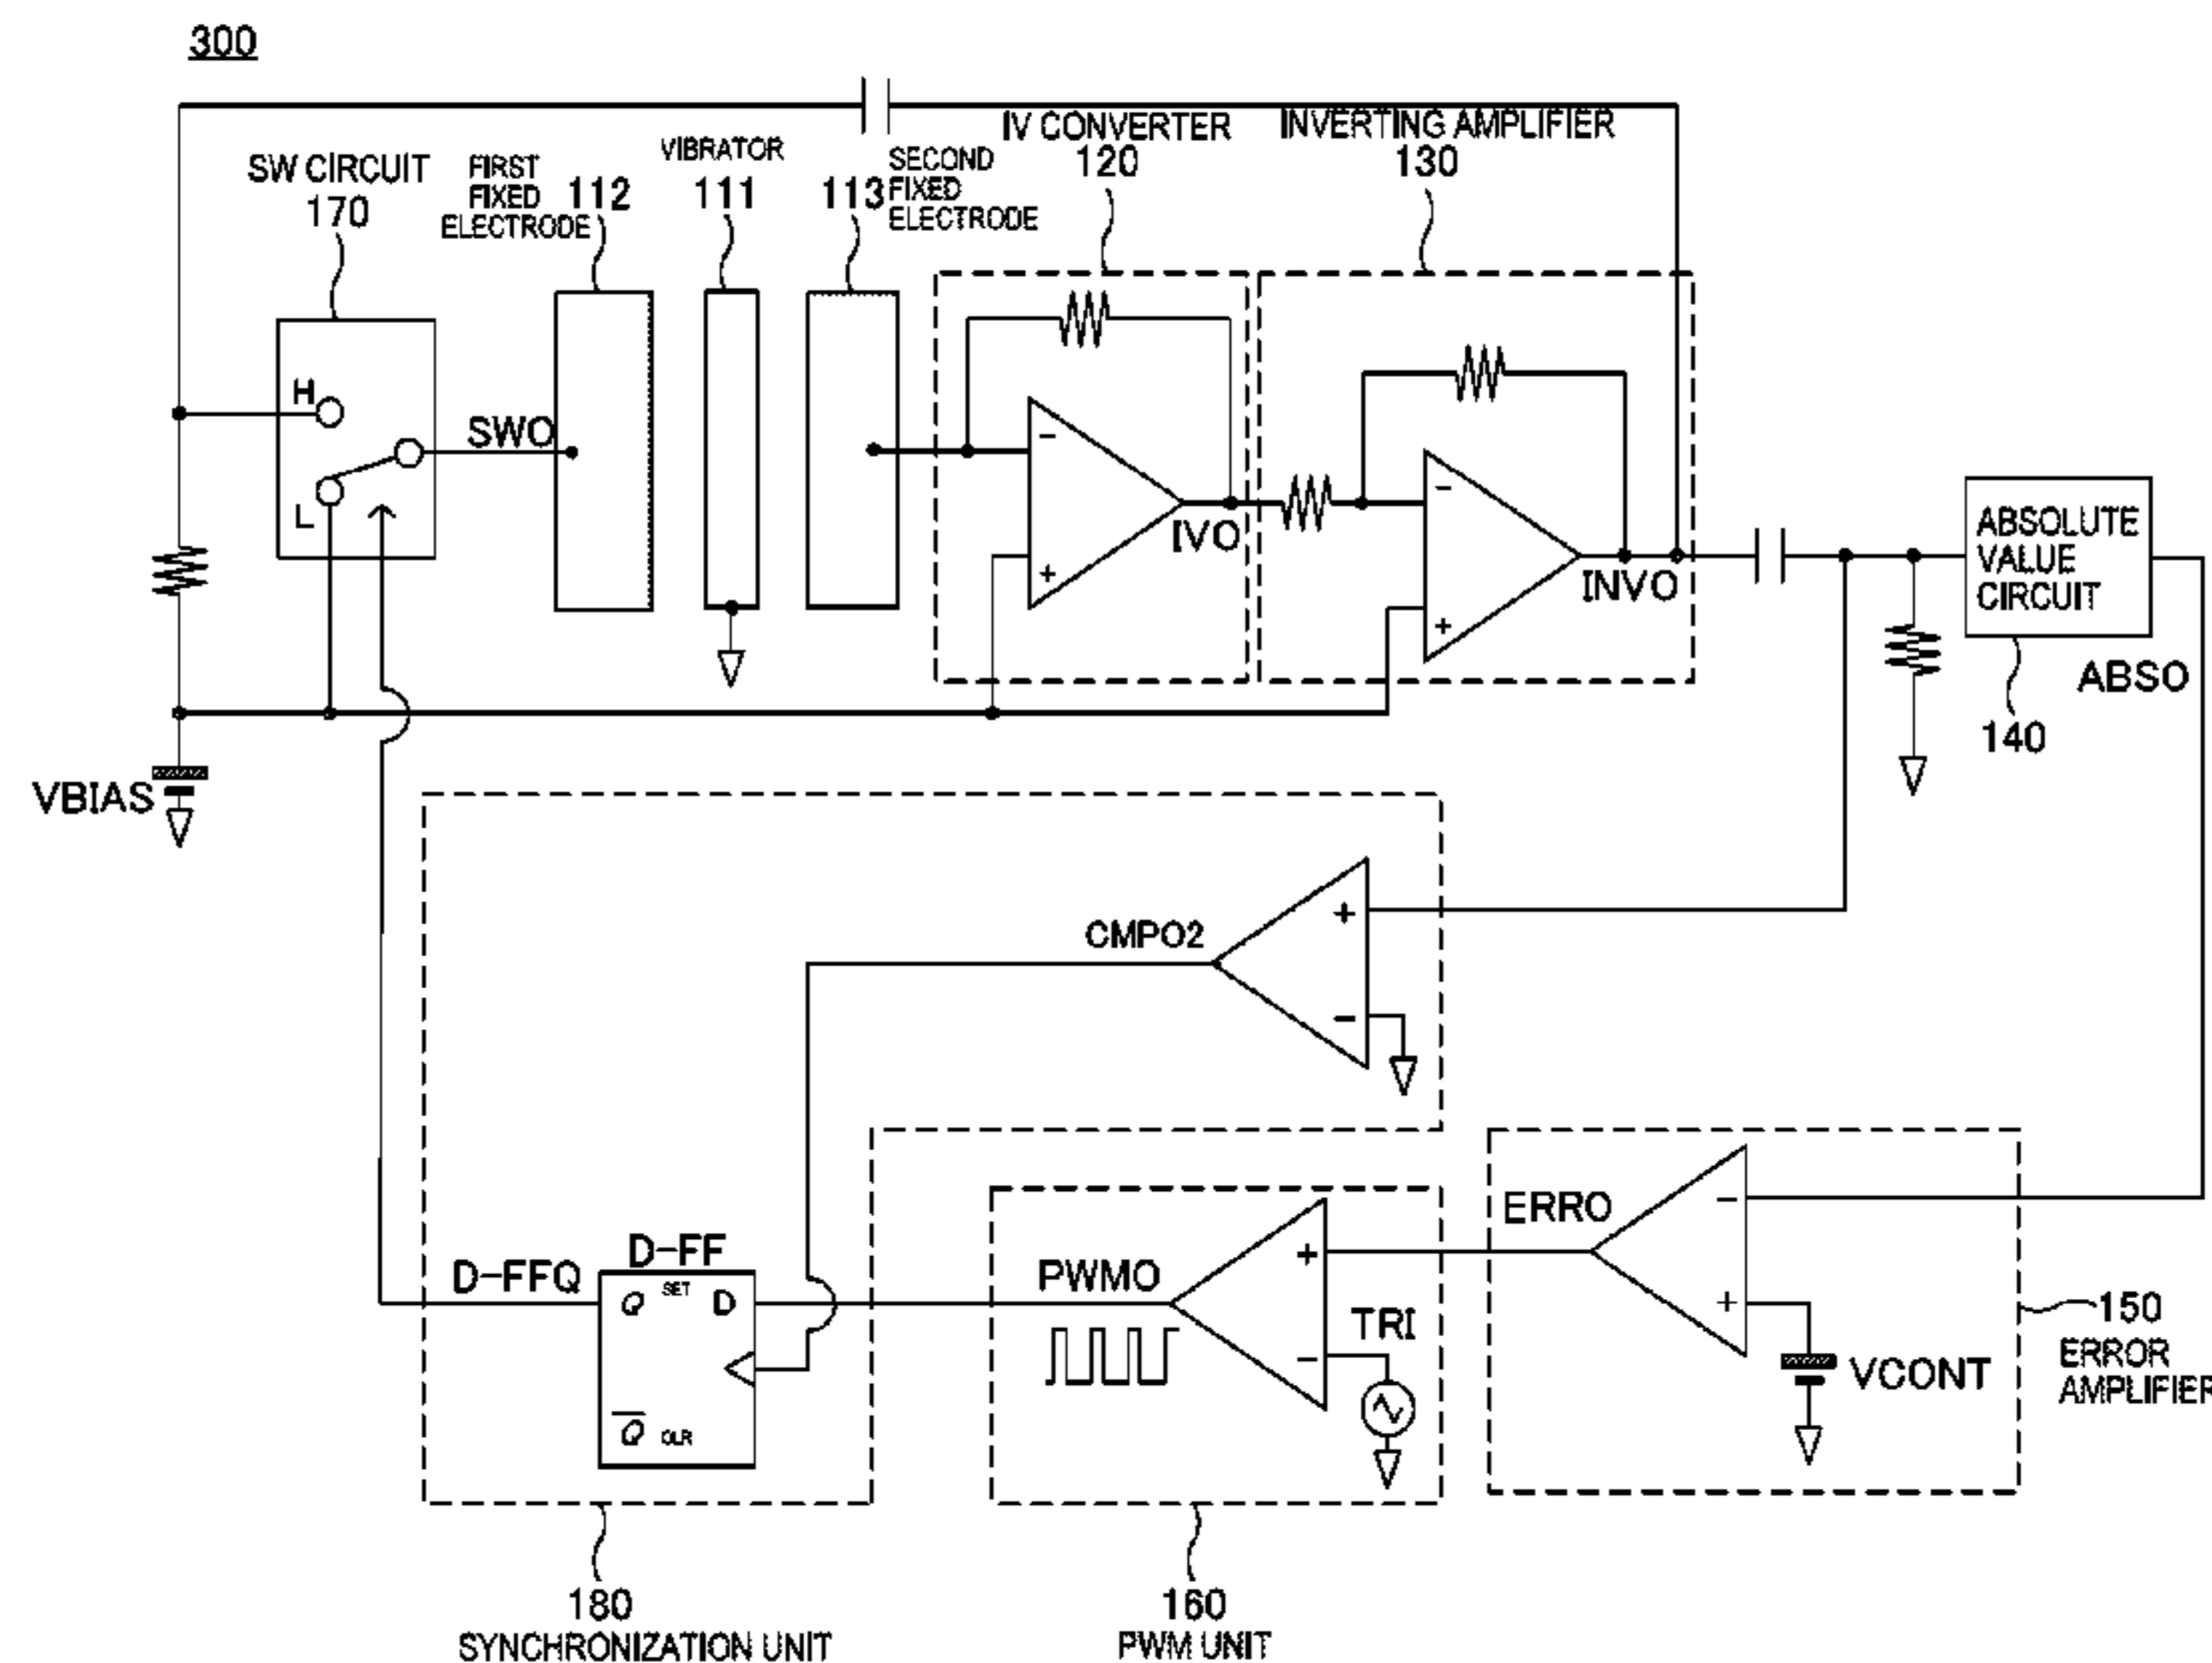 300
SW CIRCUIT
170
FIRST
FIXED
ELECTRODE
112
VIBRATOR
111
113
SECOND
FIXED
ELECTRODE
IV CONVERTER
120
INVERTING AMPLIFIER
130
H
L
SWO
-
+
IVO
-
+
INVO
ABSOLUTE
VALUE
CIRCUIT
140
ABSO
VBIAS
CMPO2
+
-
D-FFQ
D-FF
Q
SET
D
Q
CLR
PWMO
+
-
TRI
ERRO
-
+
VCONT
150
ERROR
AMPLIFIER
180
SYNCHRONIZATION UNIT
160
PWM UNIT